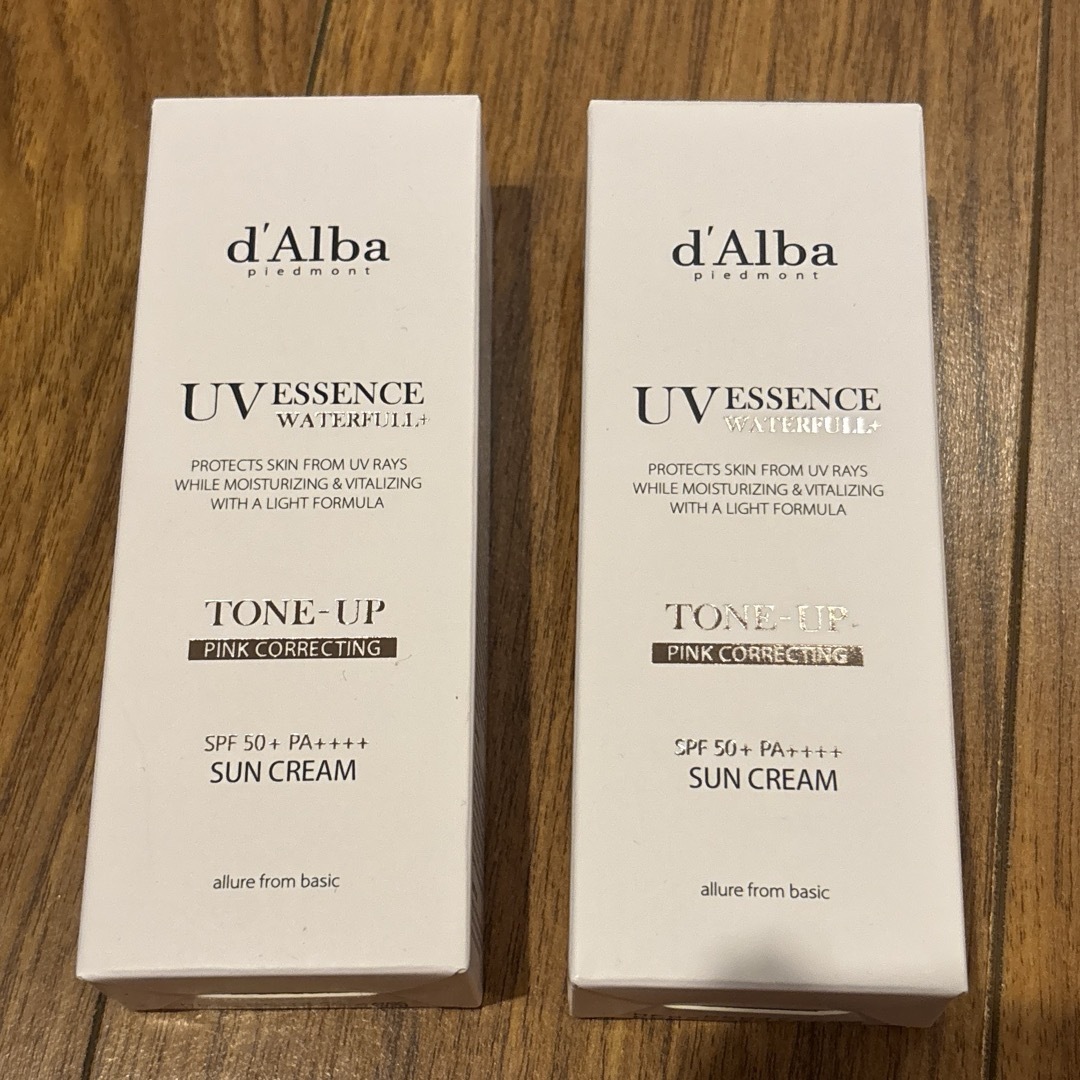 d'Alba
piedmont
UV ESSENCE
WATERFULL+
PROTECTS SKIN FROM UV RAYS
WHILE MOISTURIZING & VITALIZING
WITH A LIGHT FORMULA
TONE-UP
PINK CORRECTING
SPF 50+ PA++++
SUN CREAM
allure from basic
d'Alba
piedmont
UV ESSENCE
WATERFULL+
PROTECTS SKIN FROM UV RAYS
WHILE MOISTURIZING & VITALIZING
WITH A LIGHT FORMULA
TONE-UP
PINK CORRECTING
SPF 50+ PA++++
SUN CREAM
allure from basic